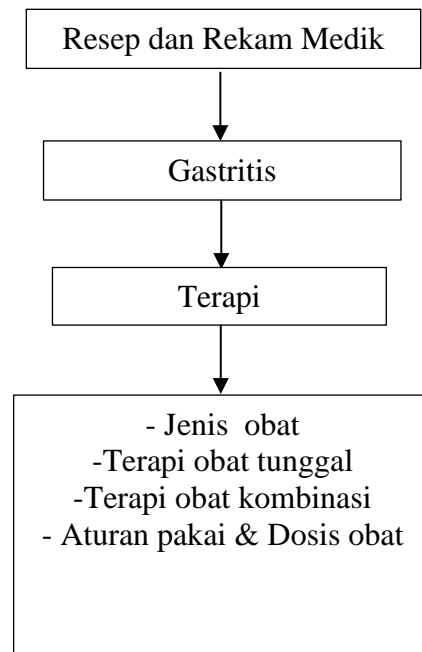 Resep dan Rekam Medik
Gastritis
Terapi
- Jenis obat
-Terapi obat tunggal
-Terapi obat kombinasi
- Aturan pakai & Dosis obat